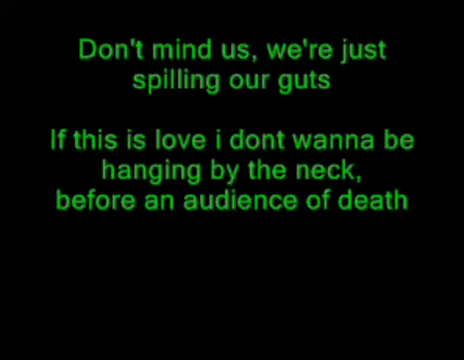 Don't mind us, we're just
spilling our guts
If this is love i dont wanna be
hanging by the neck,
before an audience of death